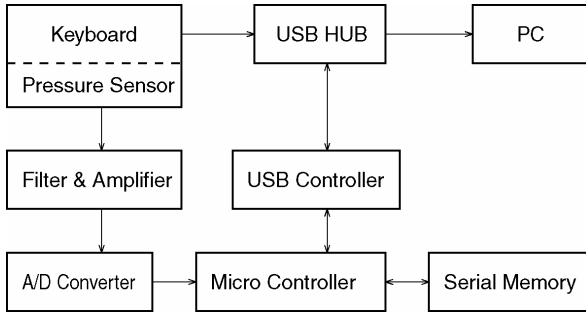 Keyboard
USB HUB
PC
Pressure Sensor
Filter & Amplifier
USB Controller
A/D Converter
Micro Controller
Serial Memory